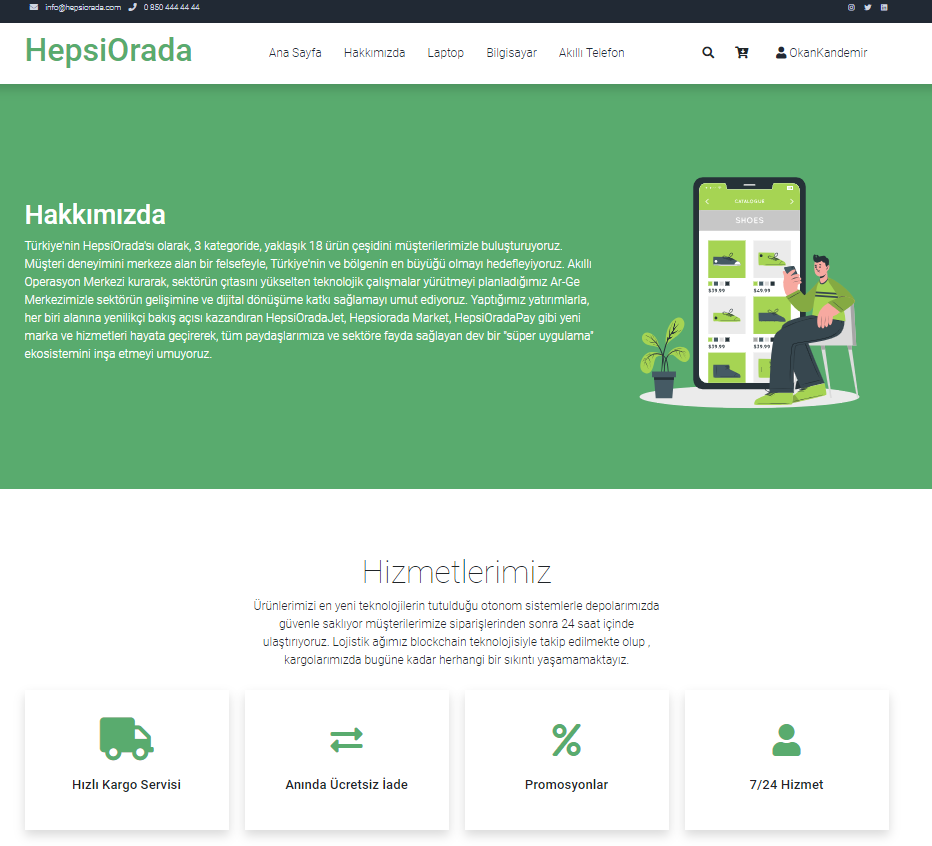 info@hepsiorada.com 0 850 444 44 44
HepsiOrada Ana Sayfa Hakkımızda Laptop Bilgisayar Akıllı Telefon OkanKandemir
Hakkımızda
Türkiye'nin HepsiOrada'sı olarak, 3 kategoride, yaklaşık 18 ürün çeşidini müşterilerimizle buluşturuyoruz.
Müşteri deneyimini merkeze alan bir felsefeyle, Türkiye'nin ve bölgenin en büyüğü olmayı hedefleyiyoruz. Akıllı
Operasyon Merkezi kurarak, sektörün çıtasını yükselten teknolojik çalışmalar yürütmeyi planladığımız Ar-Ge
Merkezimizle sektörün gelişimine ve dijital dönüşüme katkı sağlamayı umut ediyoruz. Yaptığımız yatırımlarla,
her biri alanına yenilikçi bakış açısı kazandıran HepsiOradaJet, Hepsiorada Market, HepsiOradaPay gibi yeni
marka ve hizmetleri hayata geçirerek, tüm paydaşlarımıza ve sektöre fayda sağlayan dev bir "süper uygulama"
ekosistemini inşa etmeyi umuyoruz.
CATALOGUE
SHOES
$39.99 $49.99
$39.99 $39.99
Hizmetlerimiz
Ürünlerimizi en yeni teknolojilerin tutulduğu otonom sistemlerle depolarımızda
güvenle saklıyor müşterilerimize siparişlerinden sonra 24 saat içinde
ulaştırıyoruz. Lojistik ağımız blockchain teknolojisiyle takip edilmekte olup ,
kargolarımızda bugüne kadar herhangi bir sıkıntı yaşamamaktayız.
Hızlı Kargo Servisi
Anında Ücretsiz İade
Promosyonlar
7/24 Hizmet